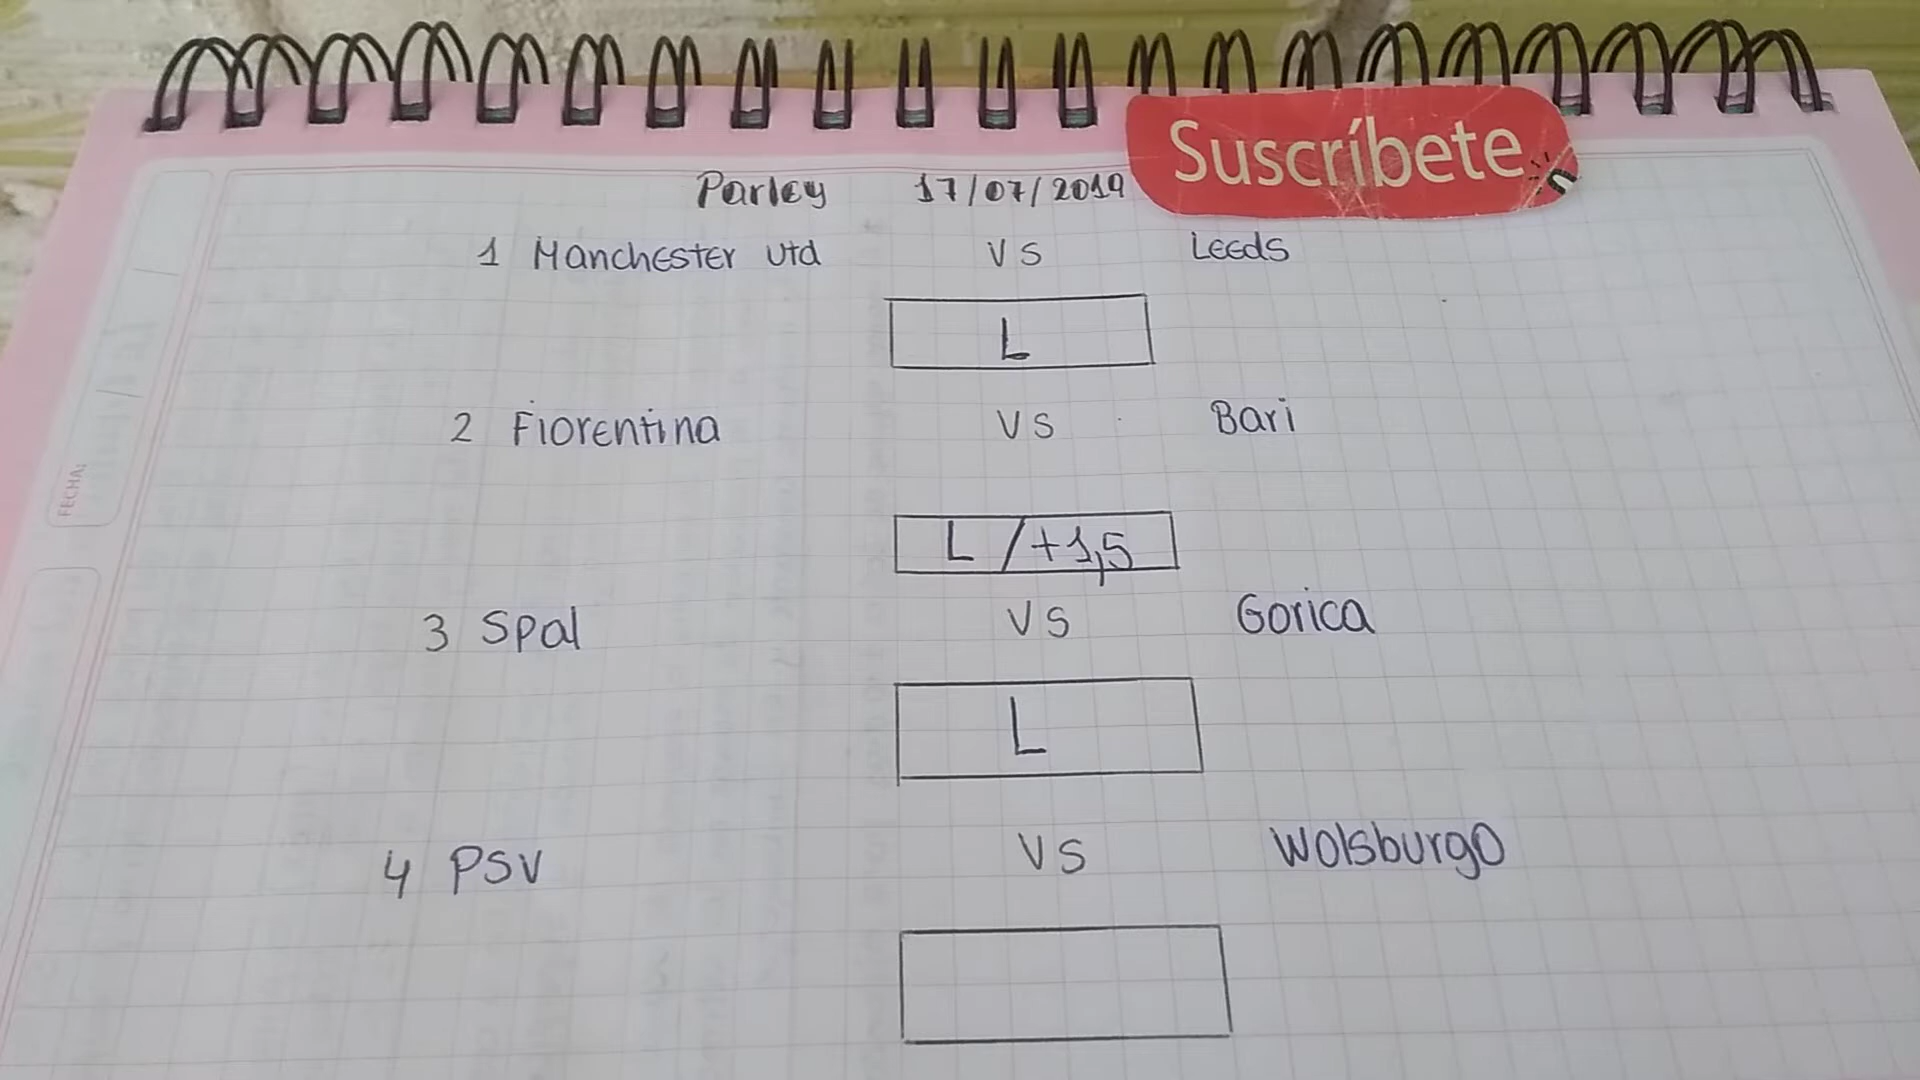 Suscríbete
Parley 17/07/2019
1 Manchester Utd VS Leeds
L
2 Fiorentina VS Bari
L/+1,5
3 Spal VS Gorica
L
4 PSV VS Wolsburgo
FECHA: